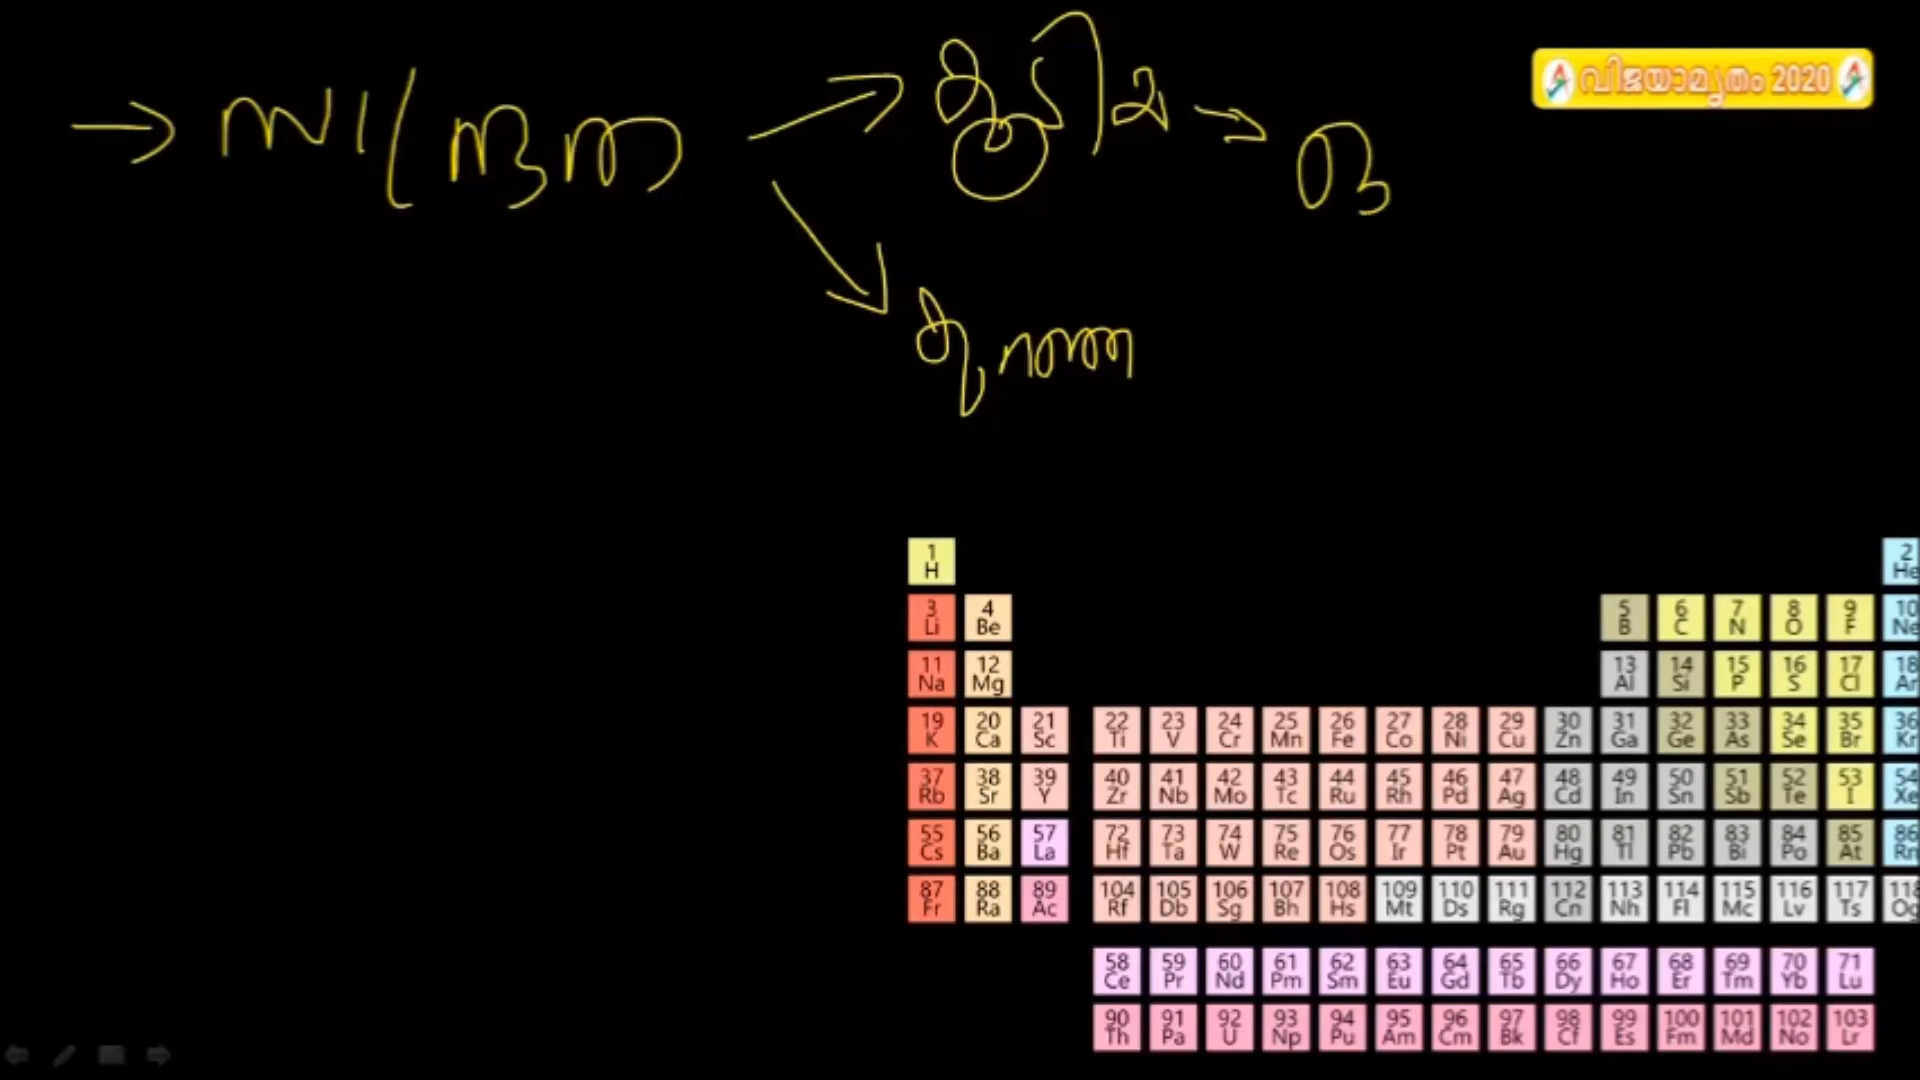 വിജയാമൃതം 2020
സാന്ദ്രത
1 H 2 He
3 Li 4 Be 5 B 6 C 7 N 8 O 9 F 10 Ne
11 Na 12 Mg 13 Al 14 Si 15 P 16 S 17 Cl 18 Ar
19 K 20 Ca 21 Sc 22 Ti 23 V 24 Cr 25 Mn 26 Fe 27 Co 28 Ni 29 Cu 30 Zn 31 Ga 32 Ge 33 As 34 Se 35 Br 36 Kr
37 Rb 38 Sr 39 Y 40 Zr 41 Nb 42 Mo 43 Tc 44 Ru 45 Rh 46 Pd 47 Ag 48 Cd 49 In 50 Sn 51 Sb 52 Te 53 I 54 Xe
55 Cs 56 Ba 57 La 72 Hf 73 Ta 74 W 75 Re 76 Os 77 Ir 78 Pt 79 Au 80 Hg 81 Tl 82 Pb 83 Bi 84 Po 85 At 86 Rn
87 Fr 88 Ra 89 Ac 104 Rf 105 Db 106 Sg 107 Bh 108 Hs 109 Mt 110 Ds 111 Rg 112 Cn 113 Nh 114 Fl 115 Mc 116 Lv 117 Ts 118 Og
58 Ce 59 Pr 60 Nd 61 Pm 62 Sm 63 Eu 64 Gd 65 Tb 66 Dy 67 Ho 68 Er 69 Tm 70 Yb 71 Lu
90 Th 91 Pa 92 U 93 Np 94 Pu 95 Am 96 Cm 97 Bk 98 Cf 99 Es 100 Fm 101 Md 102 No 103 Lr